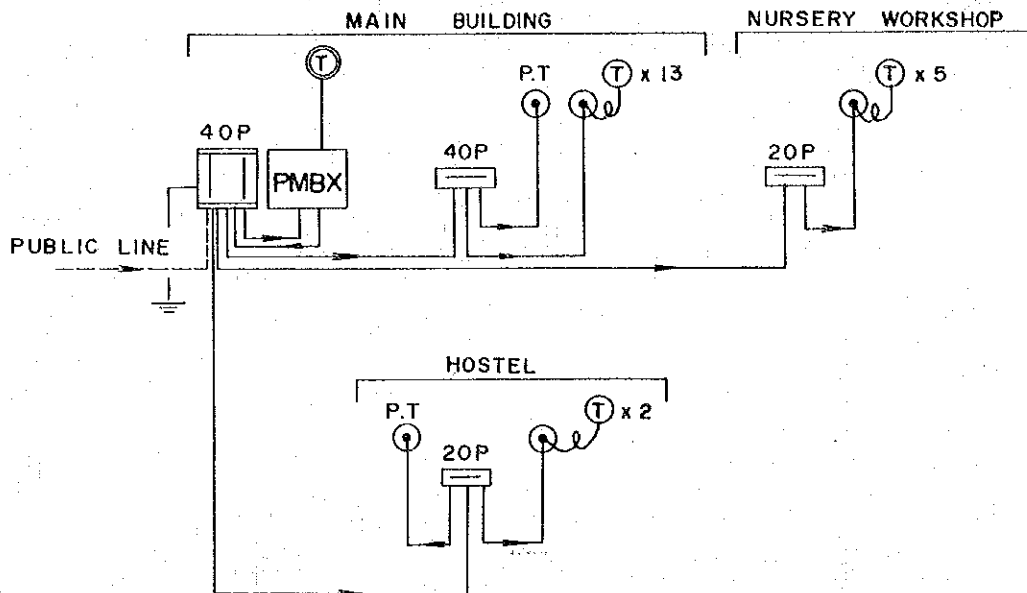 MAIN BUILDING
NURSERY WORKSHOP
T
P.T
T x 13
T x 5
40P
PMBX
40P
20P
PUBLIC LINE
HOSTEL
P.T
T x 2
20P